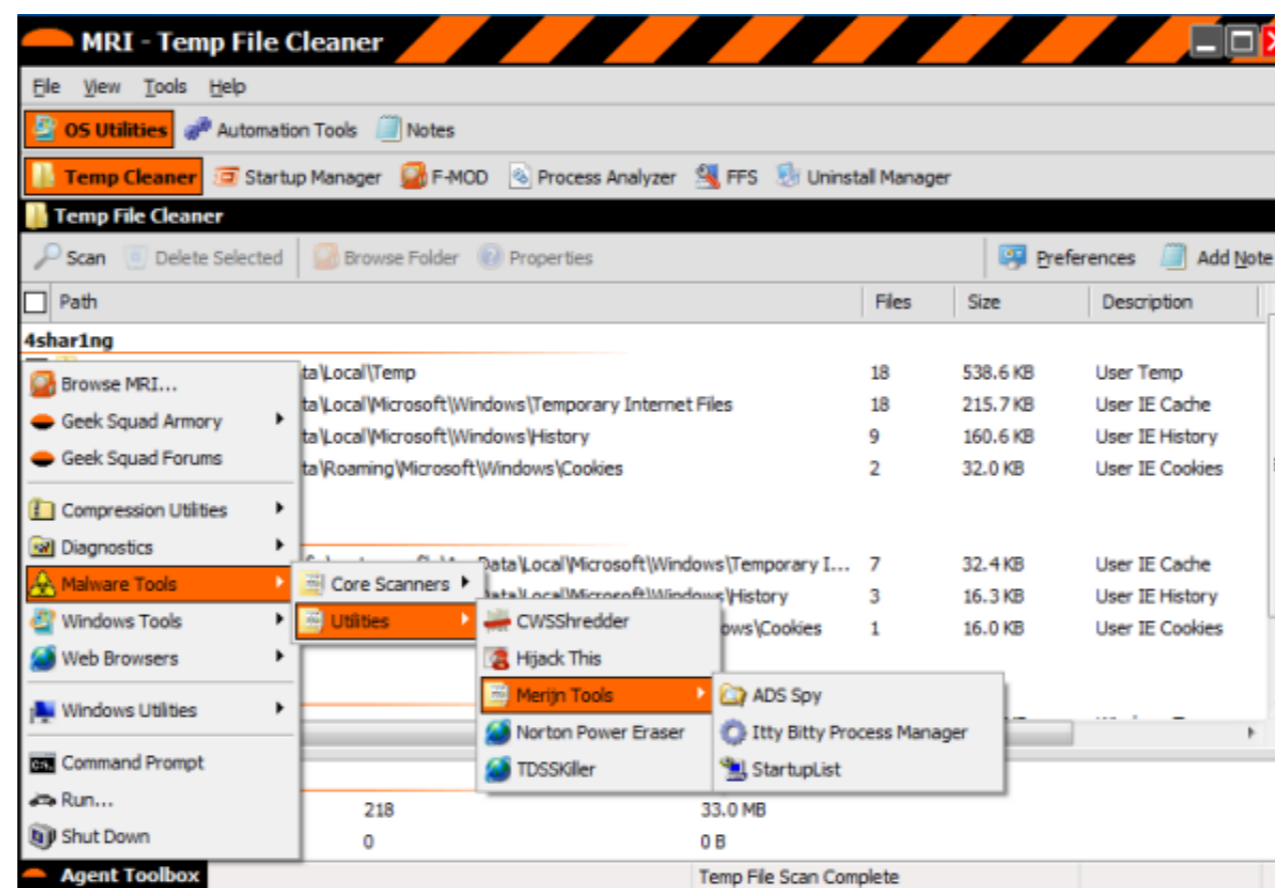 MRI - Temp File Cleaner
File View Tools Help
OS Utilities Automation Tools Notes
Temp Cleaner Startup Manager F-MOD Process Analyzer FFS Uninstall Manager
Temp File Cleaner
Scan Delete Selected Browse Folder Properties Preferences Add Note
Path Files Size Description
4shar1ng
ta\Local\Temp 18 538.6 KB User Temp
ta\Local\Microsoft\Windows\Temporary Internet Files 18 215.7 KB User IE Cache
ta\Local\Microsoft\Windows\History 9 160.6 KB User IE History
ta\Roaming\Microsoft\Windows\Cookies 2 32.0 KB User IE Cookies
Data\Local\Microsoft\Windows\Temporary I... 7 32.4 KB User IE Cache
Data\Local\Microsoft\Windows\History 3 16.3 KB User IE History
ows\Cookies 1 16.0 KB User IE Cookies
Browse MRI...
Geek Squad Armory
Geek Squad Forums
Compression Utilities
Diagnostics
Malware Tools
Windows Tools
Web Browsers
Windows Utilities
Command Prompt
Run...
Shut Down
Core Scanners
Utilities
CWSShredder
Hijack This
Merijn Tools
Norton Power Eraser
TDSSKiller
ADS Spy
Itty Bitty Process Manager
StartupList
218 33.0 MB
0 0 B
Agent Toolbox Temp File Scan Complete